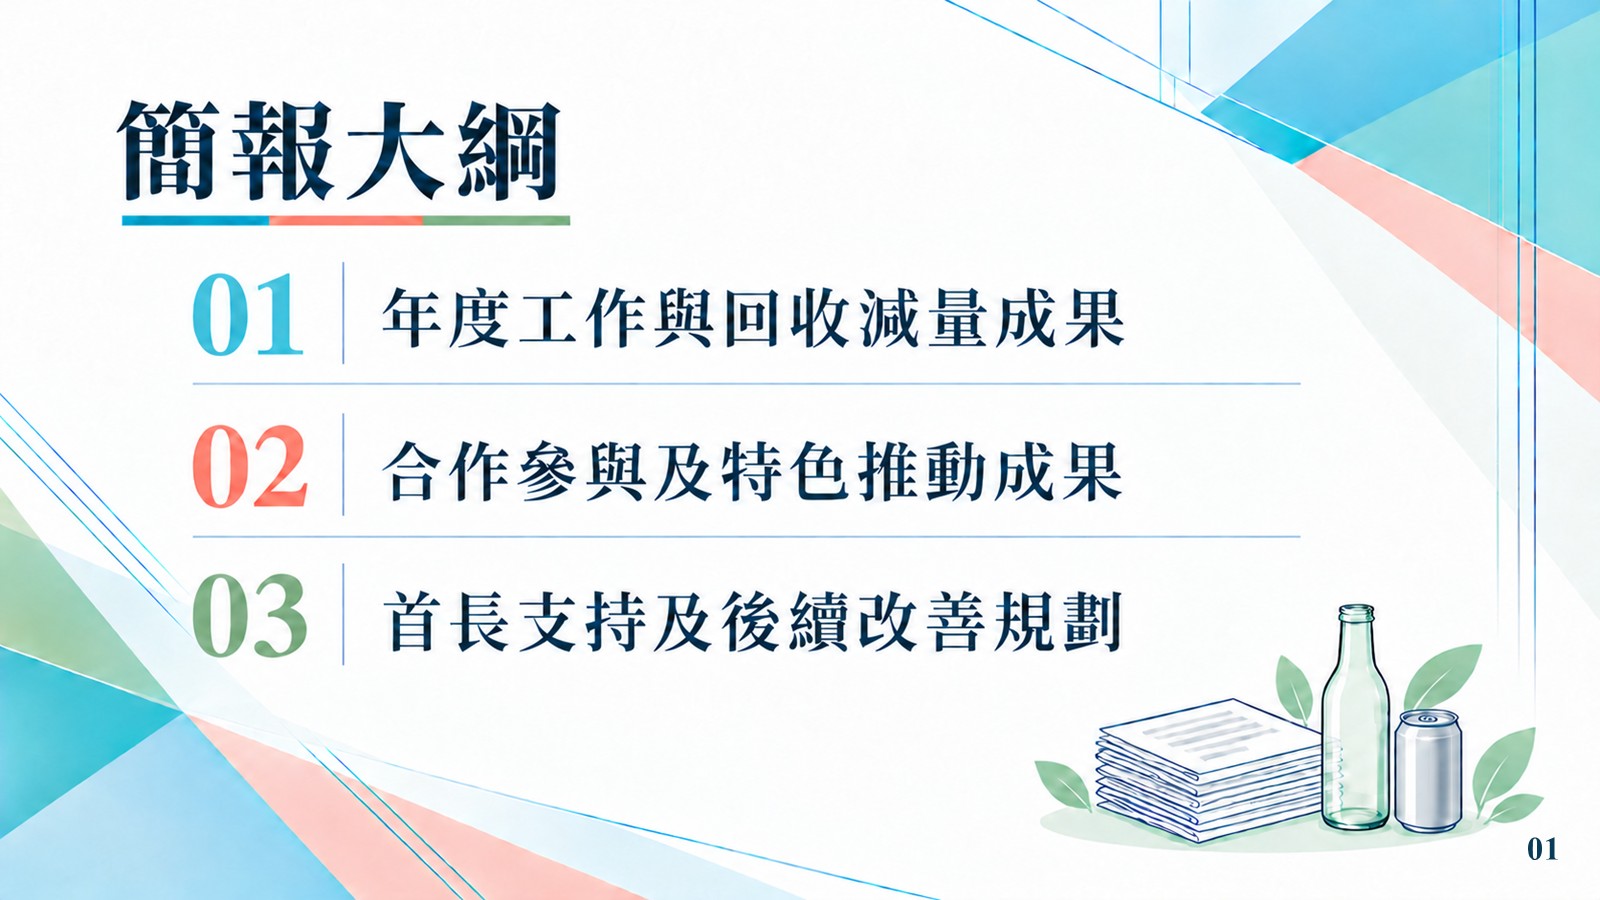 簡報大綱
01 年度工作與回收減量成果
02 合作參與及特色推動成果
03 首長支持及後續改善規劃
01